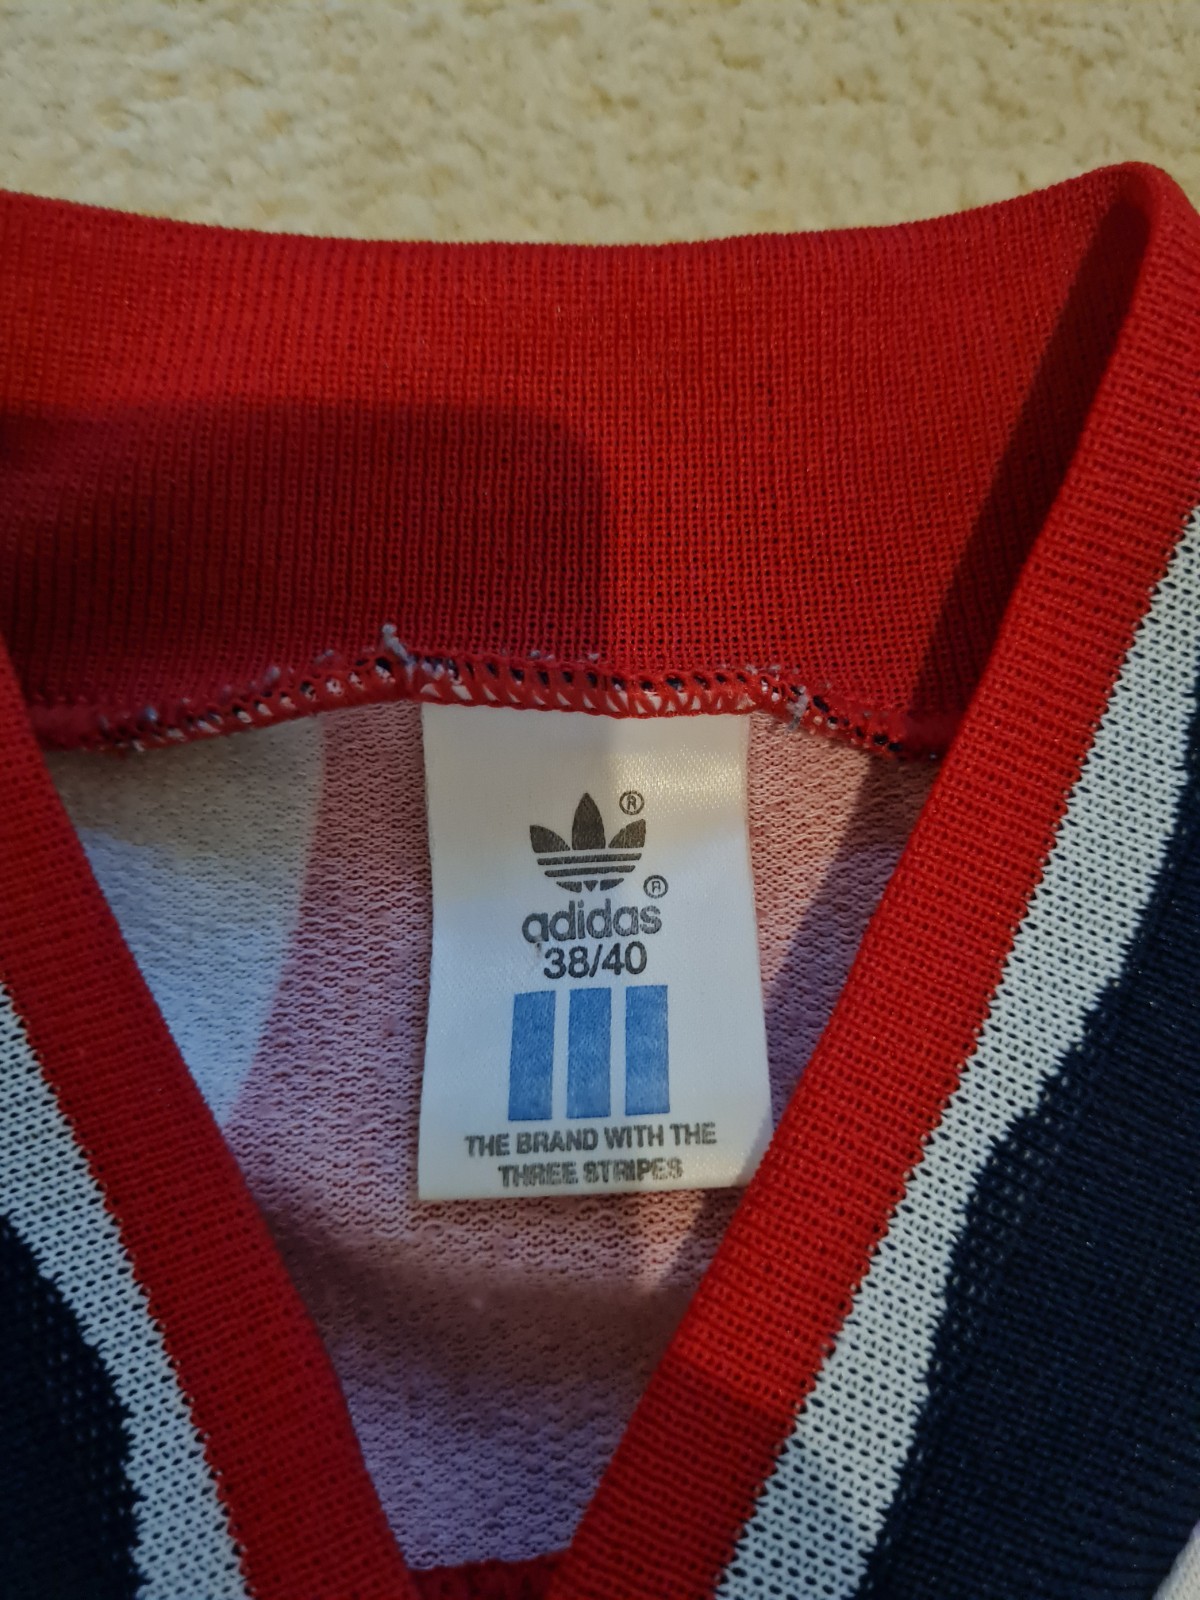 ®
®
adidas
38/40
THE BRAND WITH THE
THREE STRIPES